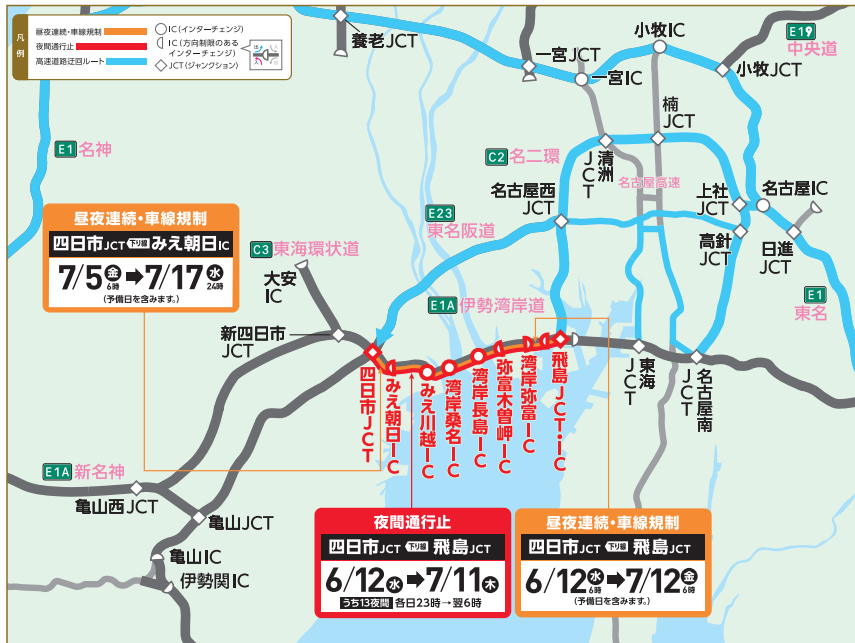 凡例
昼夜連続・車線規制
夜間通行止
高速道路迂回ルート
IC(インターチェンジ)
IC(方向制限のある
インターチェンジ)
JCT(ジャンクション)
養老JCT
一宮JCT
一宮IC
小牧IC
小牧JCT
E19
中央道
E1 名神
C2 名二環
清洲JCT
楠JCT
名古屋高速
名古屋西JCT
上社JCT
名古屋IC
高針JCT
日進JCT
E1
東名
E23
東名阪道
C3 東海環状道
大安IC
E1A 伊勢湾岸道
新四日市JCT
昼夜連続・車線規制
四日市JCT 下り線 みえ朝日IC
7/5金6時→7/17水24時
(予備日を含みます。)
四日市JCT
みえ朝日IC
みえ川越IC
湾岸桑名IC
湾岸長島IC
弥富木曽岬IC
湾岸弥富IC
飛島JCT・IC
東海JCT
名古屋南JCT
E1A 新名神
亀山西JCT
亀山JCT
亀山IC
伊勢関IC
夜間通行止
四日市JCT 下り線 飛島JCT
6/12水→7/11木
うち13夜間 各日23時→翌6時
昼夜連続・車線規制
四日市JCT 下り線 飛島JCT
6/12水6時→7/12金6時
(予備日を含みます。)